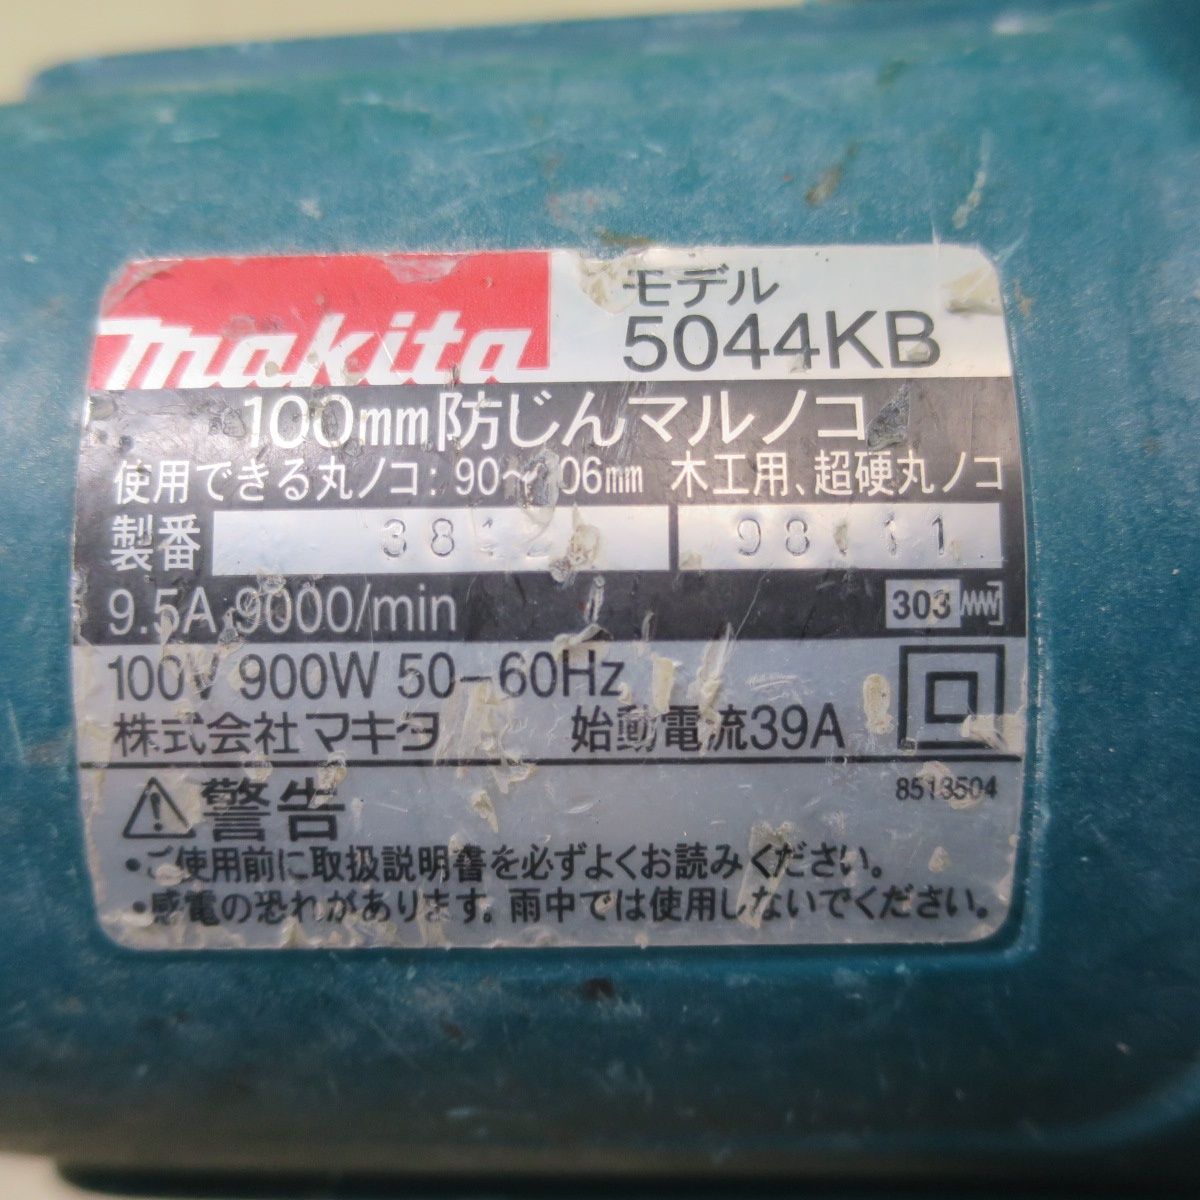 makita
モデル
5044KB
100mm防じんマルノコ
使用できる丸ノコ: 90～106mm 木工用、超硬丸ノコ
製番 98 11
9.5A 9000/min 303
100V 900W 50-60Hz
株式会社マキタ 始動電流39A
8513504
警告
•ご使用前に取扱説明書を必ずよくお読みください。
•感電の恐れがあります。雨中では使用しないでください。